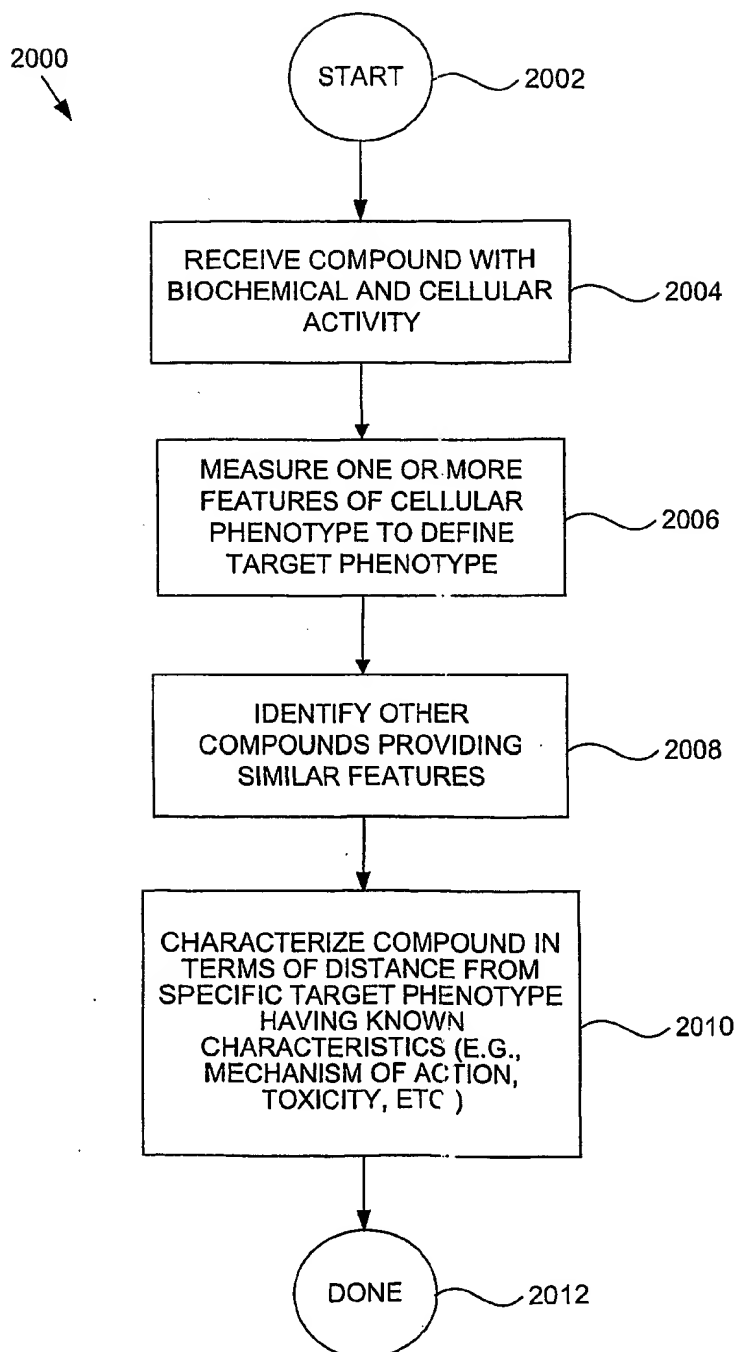 2000
START
2002
RECEIVE COMPOUND WITH
BIOCHEMICAL AND CELLULAR
ACTIVITY
2004
MEASURE ONE OR MORE
FEATURES OF CELLULAR
PHENOTYPE TO DEFINE
TARGET PHENOTYPE
2006
IDENTIFY OTHER
COMPOUNDS PROVIDING
SIMILAR FEATURES
2008
CHARACTERIZE COMPOUND IN
TERMS OF DISTANCE FROM
SPECIFIC TARGET PHENOTYPE
HAVING KNOWN
CHARACTERISTICS (E.G.,
MECHANISM OF ACTION,
TOXICITY, ETC )
2010
DONE
2012